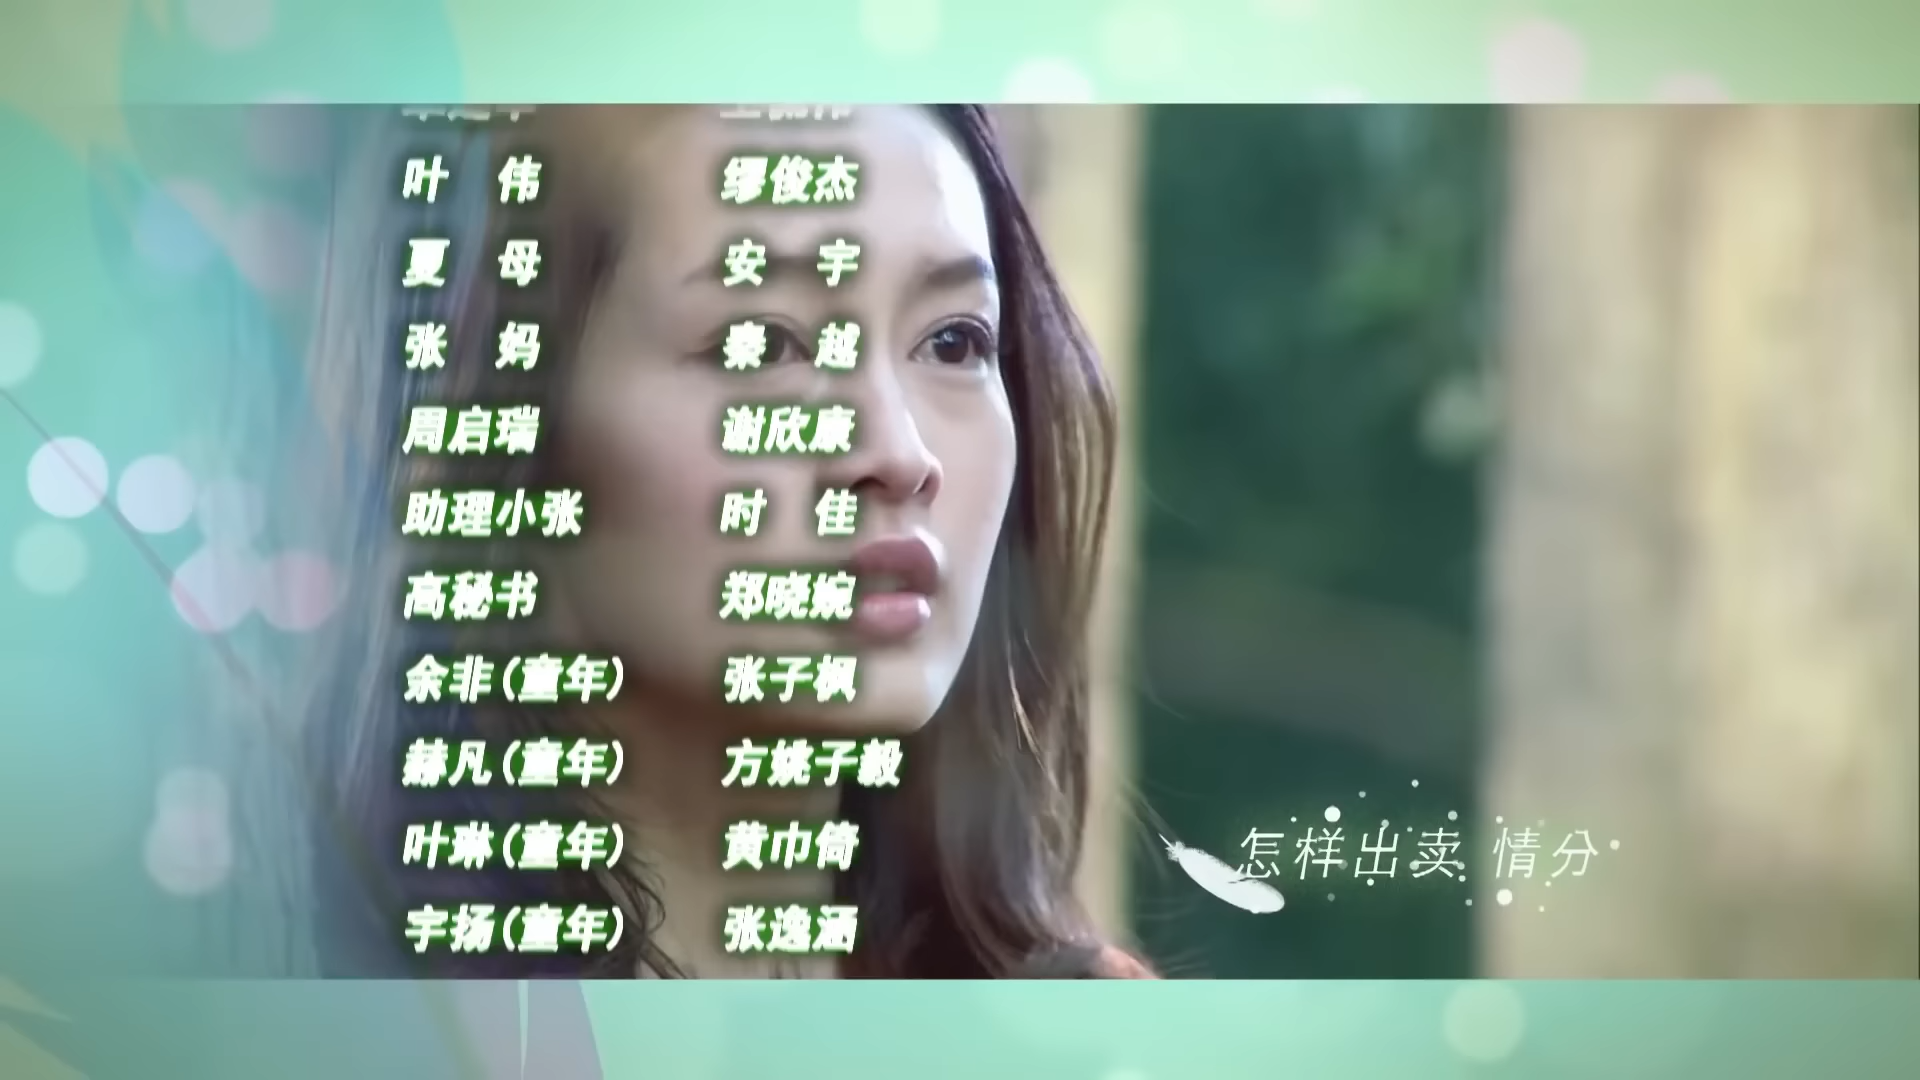 叶 伟 缪俊杰
夏 母 安 宇
张 妈 秦 越
周启瑞 谢欣康
助理小张 时 佳
高秘书 郑晓婉
余非(童年) 张子枫
赫凡(童年) 方姚子毅
叶琳(童年) 黄巾倚
宇扬(童年) 张逸涵
怎样出卖 情分